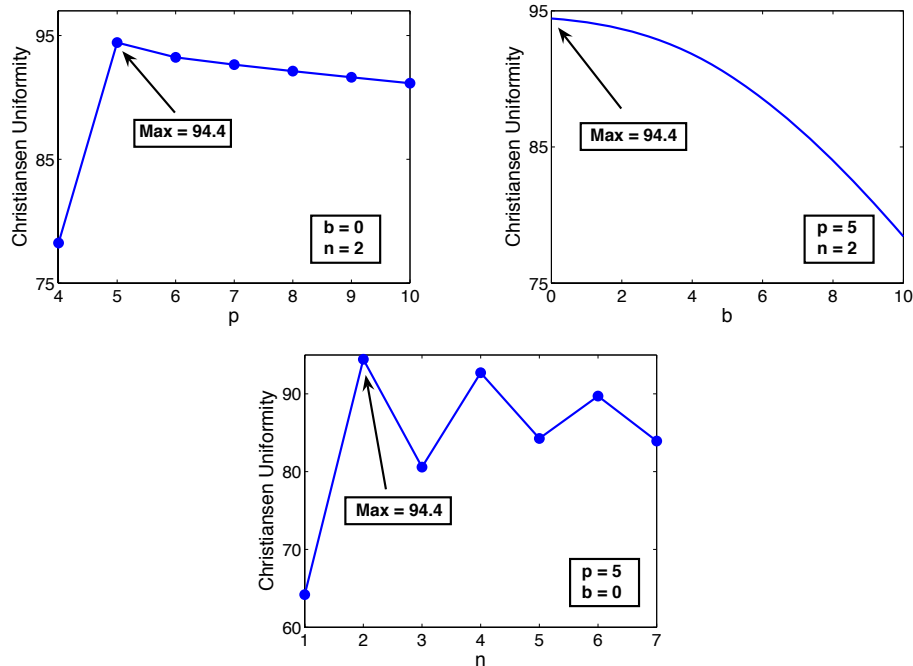 95
85
75
Christiansen Uniformity
Max = 94.4
b = 0
n = 2
4 5 6 7 8 9 10
p
95
85
75
Christiansen Uniformity
Max = 94.4
p = 5
n = 2
0 2 4 6 8 10
b
90
80
70
60
Christiansen Uniformity
Max = 94.4
p = 5
b = 0
1 2 3 4 5 6 7
n